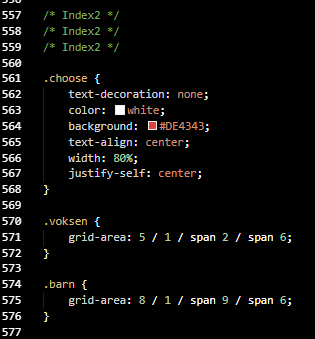 557 /* Index2 */
558 /* Index2 */
559 /* Index2 */
560
561 .choose {
562 text-decoration: none;
563 color: white;
564 background: #DE4343;
565 text-align: center;
566 width: 80%;
567 justify-self: center;
568 }
569
570 .voksen {
571 grid-area: 5 / 1 / span 2 / span 6;
572 }
573
574 .barn {
575 grid-area: 8 / 1 / span 9 / span 6;
576 }
577